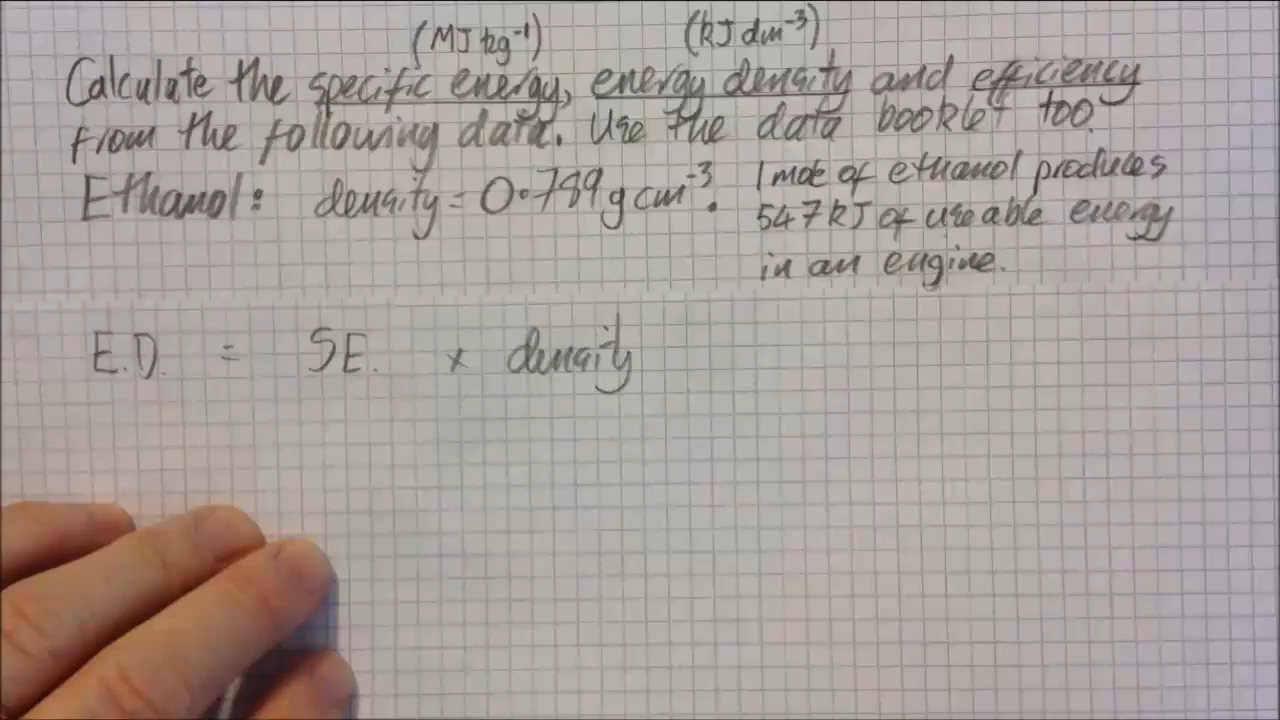 (MJ kg⁻¹) (kJ dm⁻³)
Calculate the specific energy, energy density and efficiency
from the following data. Use the data booklet too.
Ethanol: density = 0.789 g cm⁻³. 1 mole of ethanol produces
547 kJ of useable energy
in an engine.
E.D. = S.E. × density